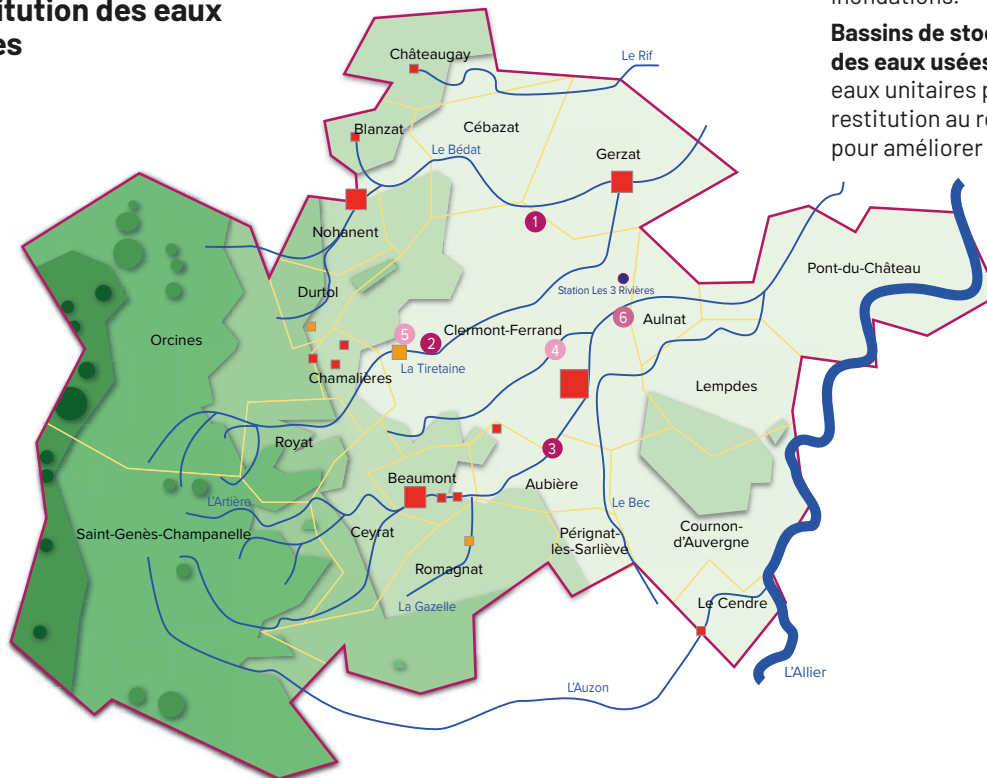 tution des eaux
es
inondations.
Bassins de sto
des eaux usées
eaux unitaires p
restitution au r
pour améliorer
Châteaugay
Le Rif
Blanzat
Cébazat
Le Bédat
Gerzat
1
Nohanent
Pont-du-Château
Station Les 3 Rivières
Durtol
6
Aulnat
Orcines
5
2
Clermont-Ferrand
4
La Tiretaine
Chamalières
Lempdes
Royat
3
Beaumont
Aubière
L'Artière
Le Bec
Saint-Genès-Champanelle
Ceyrat
Pérignat-
lès-Sarliève
Cournon-
d'Auvergne
Romagnat
La Gazelle
Le Cendre
L'Allier
L'Auzon